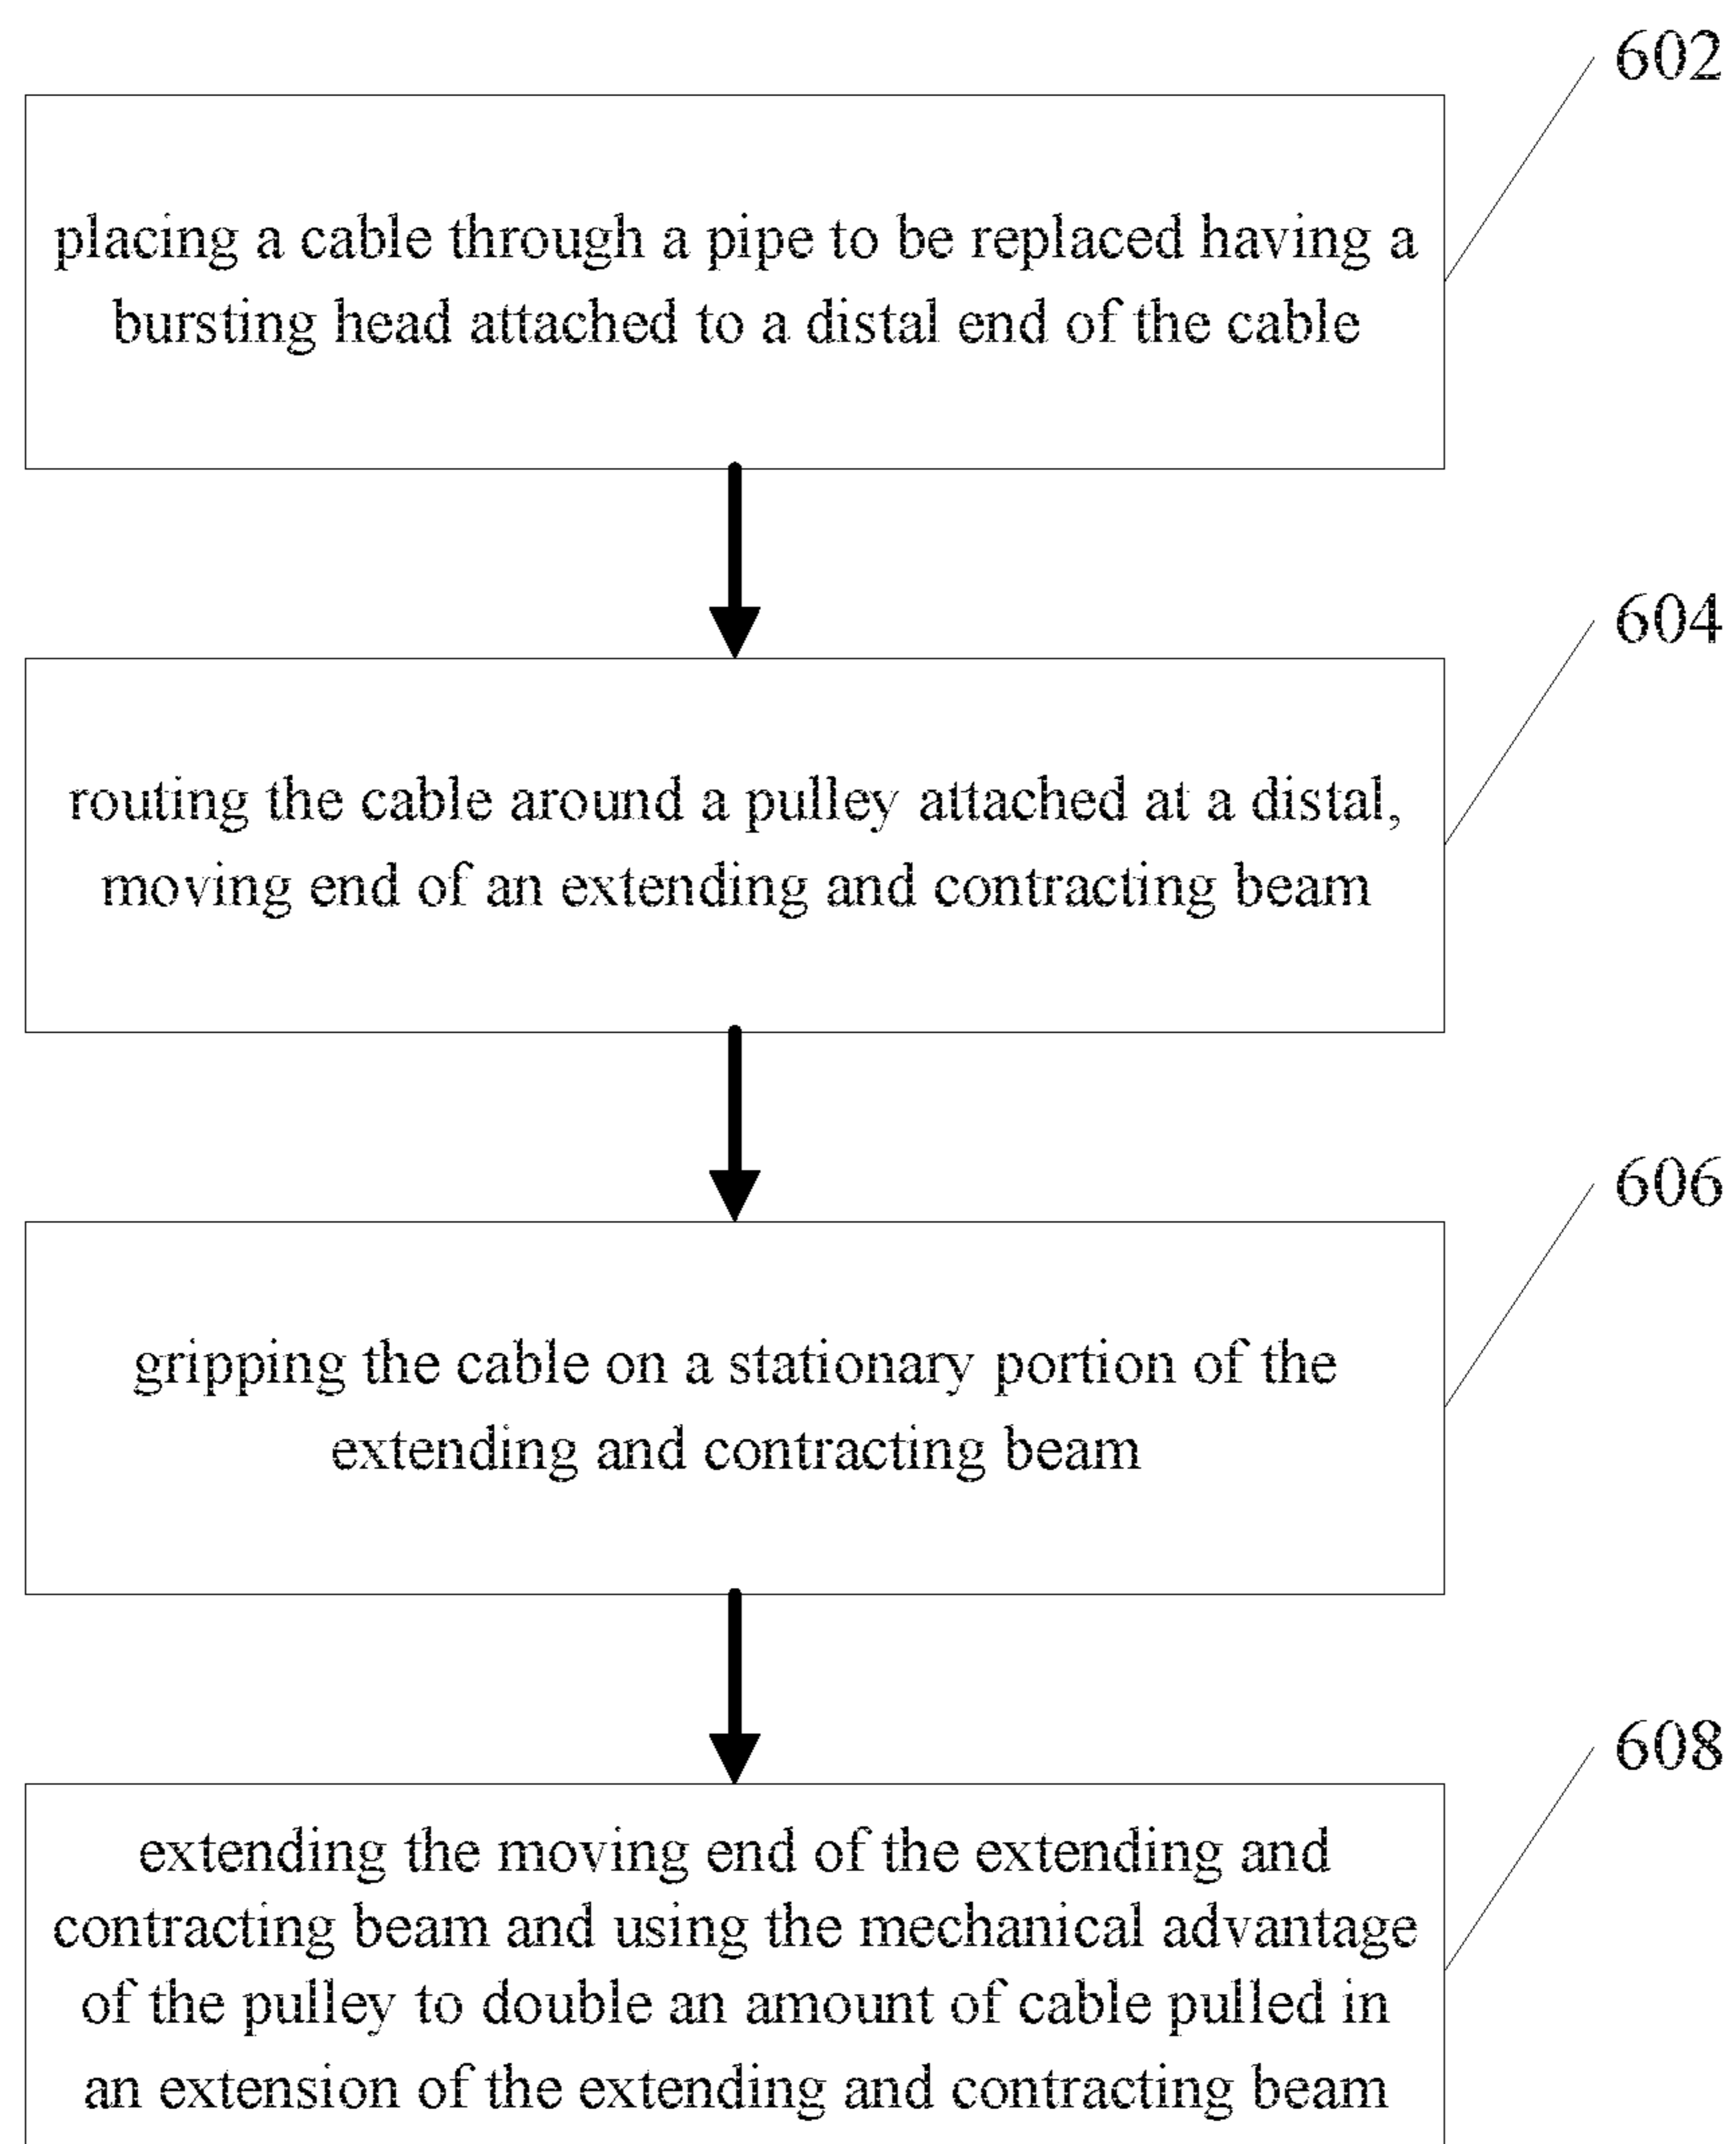 602
placing a cable through a pipe to be replaced having a
bursting head attached to a distal end of the cable
604
routing the cable around a pulley attached at a distal,
moving end of an extending and contracting beam
606
gripping the cable on a stationary portion of the
extending and contracting beam
608
extending the moving end of the extending and
contracting beam and using the mechanical advantage
of the pulley to double an amount of cable pulled in
an extension of the extending and contracting beam